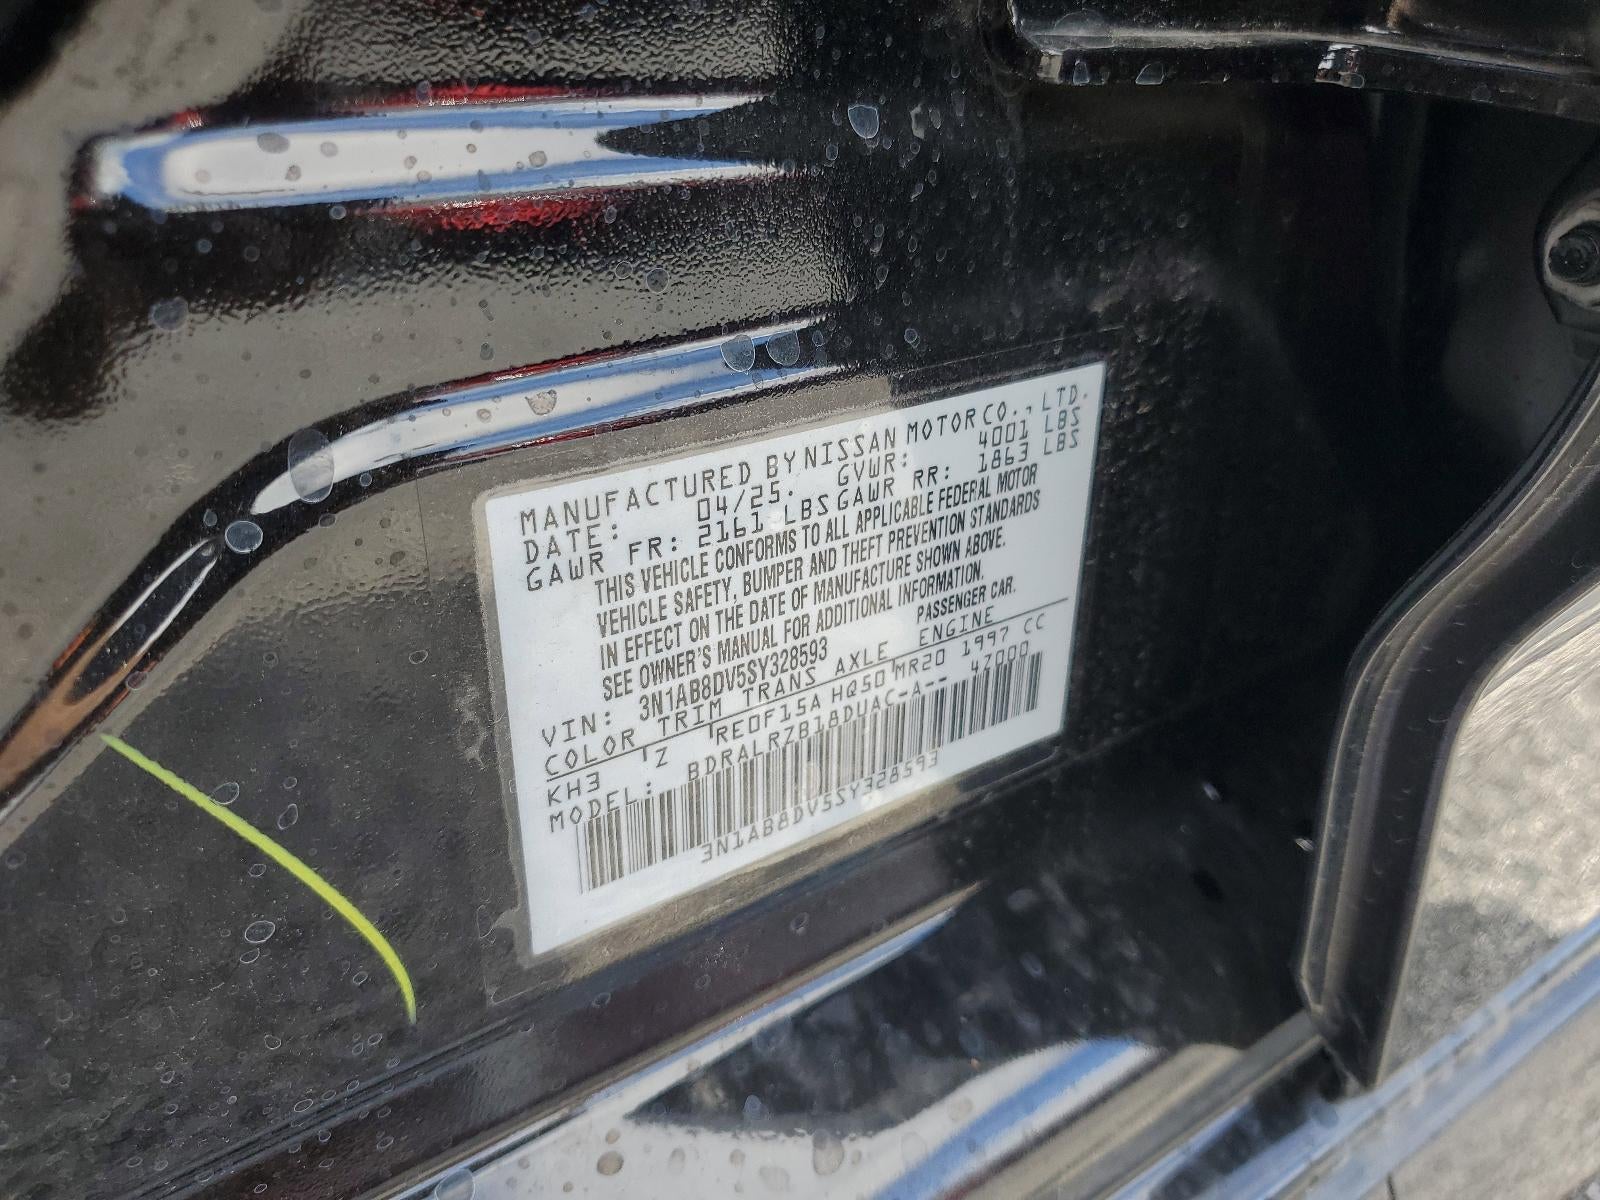 MANUFACTURED BY NISSAN MOTOR CO., LTD.
DATE: 04/25. GVWR: 4001 LBS
GAWR FR: 2161 LBS GAWR RR: 1863 LBS
THIS VEHICLE CONFORMS TO ALL APPLICABLE FEDERAL MOTOR
VEHICLE SAFETY, BUMPER AND THEFT PREVENTION STANDARDS
IN EFFECT ON THE DATE OF MANUFACTURE SHOWN ABOVE.
SEE OWNER'S MANUAL FOR ADDITIONAL INFORMATION.
VIN: 3N1AB8DV5SY328593 PASSENGER CAR.
COLOR TRIM TRANS AXLE ENGINE
KH3 Z RE0F15A HQ50 MR20 1997 CC
MODEL: BDRALRZB18DUAC-A-- 47000
3N1AB8DV5SY328593